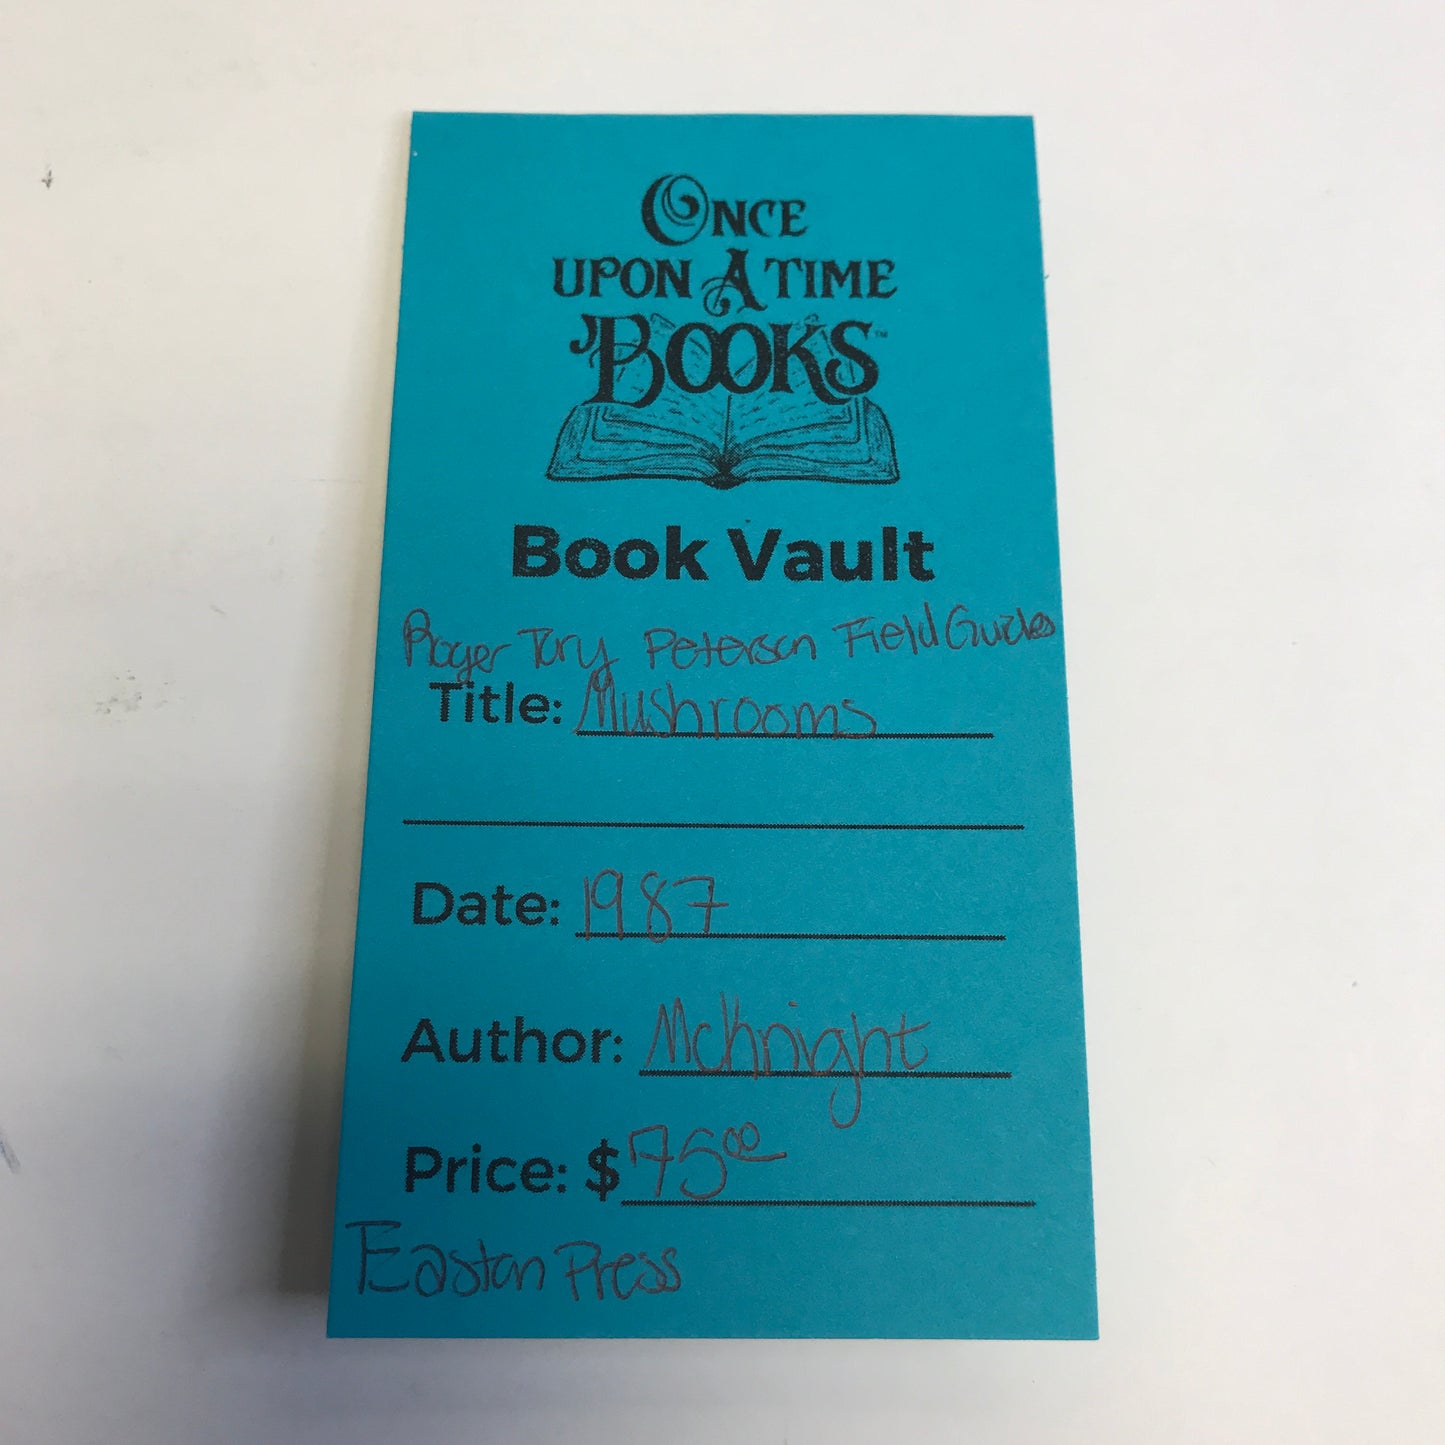 Once
upon A time
Books™
Book Vault
Roger Tory Peterson Field Guides
Title: Mushrooms
Date: 1987
Author: McKnight
Price: $75.00
Easton Press